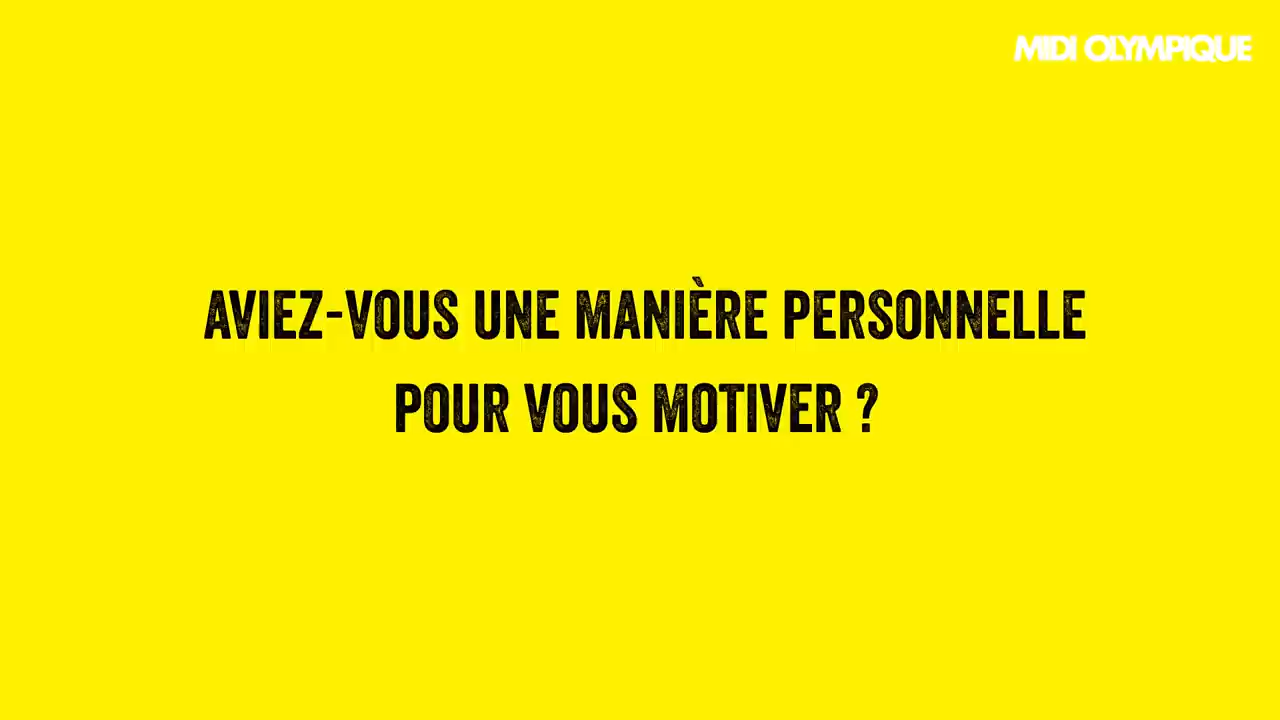 MIDI OLYMPIQUE
AVIEZ-VOUS UNE MANIÈRE PERSONNELLE
POUR VOUS MOTIVER ?